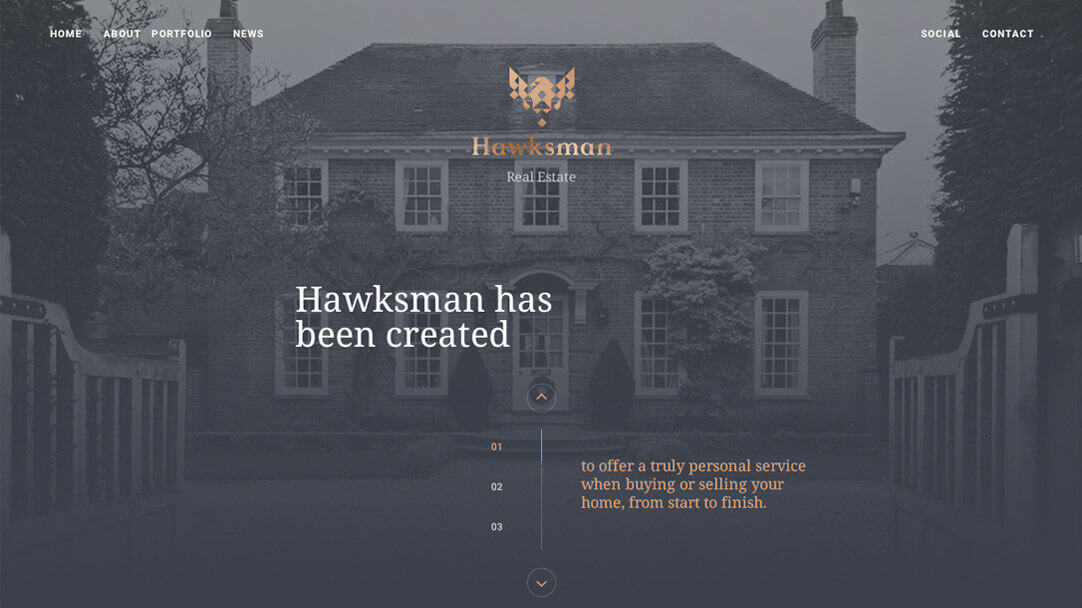 HOME ABOUT PORTFOLIO NEWS SOCIAL CONTACT
Hawksman
Real Estate
Hawksman has
been created
01
02
03
to offer a truly personal service
when buying or selling your
home, from start to finish.